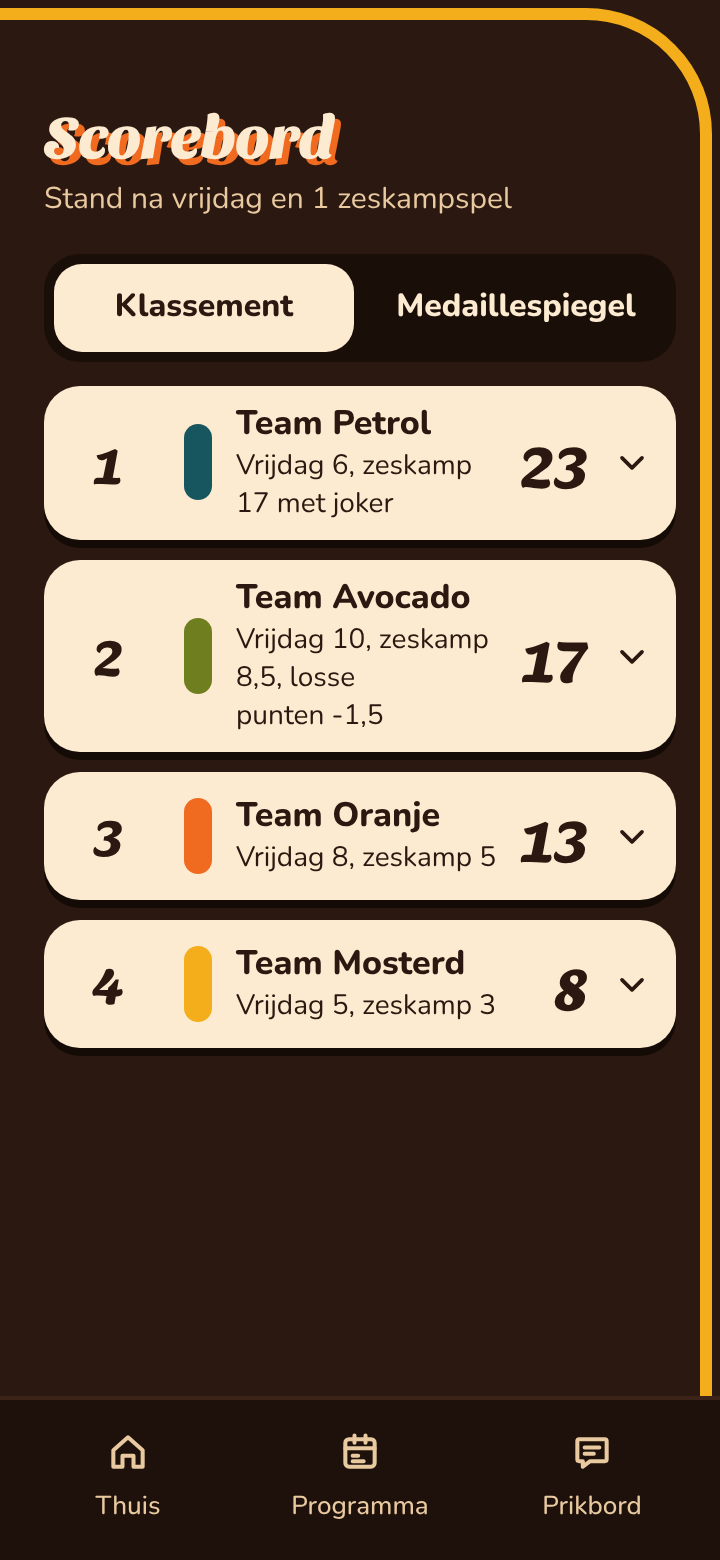 Scorebord
Stand na vrijdag en 1 zeskampspel
Klassement
Medaillespiegel
1
Team Petrol
Vrijdag 6, zeskamp
17 met joker
23
2
Team Avocado
Vrijdag 10, zeskamp
8,5, losse
punten -1,5
17
3
Team Oranje
Vrijdag 8, zeskamp 5
13
4
Team Mosterd
Vrijdag 5, zeskamp 3
8
Thuis
Programma
Prikbord